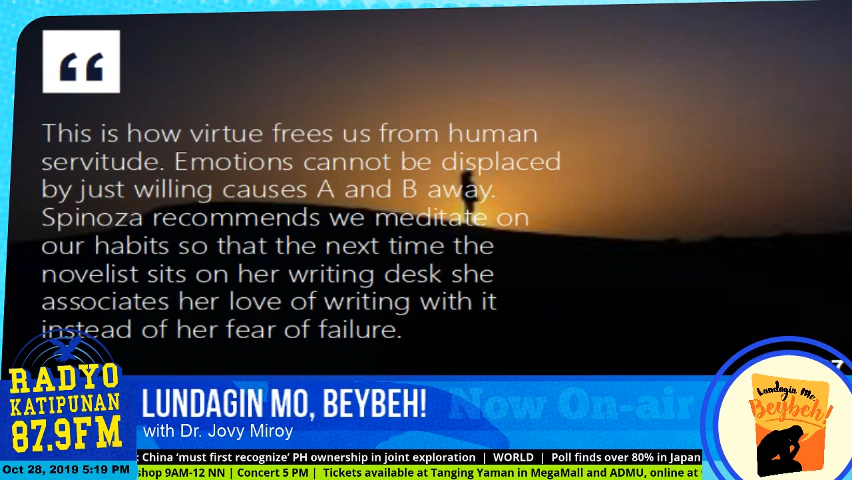 “
This is how virtue frees us from human
servitude. Emotions cannot be displaced
by just willing causes A and B away.
Spinoza recommends we meditate on
our habits so that the next time the
novelist sits on her writing desk she
associates her love of writing with it
instead of her fear of failure.
7
RADYO
KATIPUNAN
87.9FM
Oct 28, 2019 5:19 PM
LUNDAGIN MO, BEYBEH!
Now On-air
with Dr. Jovy Miroy
: China ‘must first recognize’ PH ownership in joint exploration | WORLD | Poll finds over 80% in Japan
shop 9AM-12 NN | Concert 5 PM | Tickets available at Tanging Yaman in MegaMall and ADMU, online at
Lundagin Mo,
Beybeh!